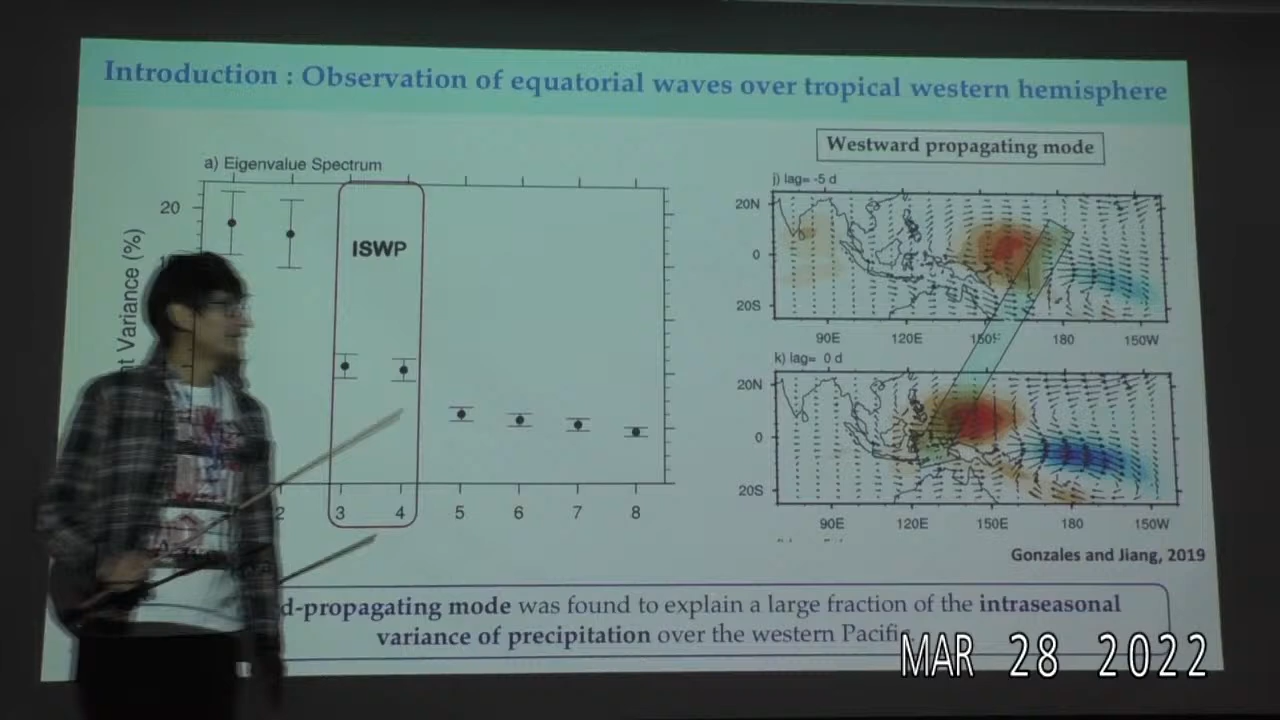 Introduction : Observation of equatorial waves over tropical western hemisphere
a) Eigenvalue Spectrum
20
Variance (%)
ISWP
2 3 4 5 6 7 8
Westward propagating mode
j) lag= -5 d
20N
0
20S
90E 120E 150E 180 150W
k) lag= 0 d
20N
0
20S
90E 120E 150E 180 150W
Gonzales and Jiang, 2019
d-propagating mode was found to explain a large fraction of the intraseasonal
variance of precipitation over the western Pacific.
MAR 28 2022